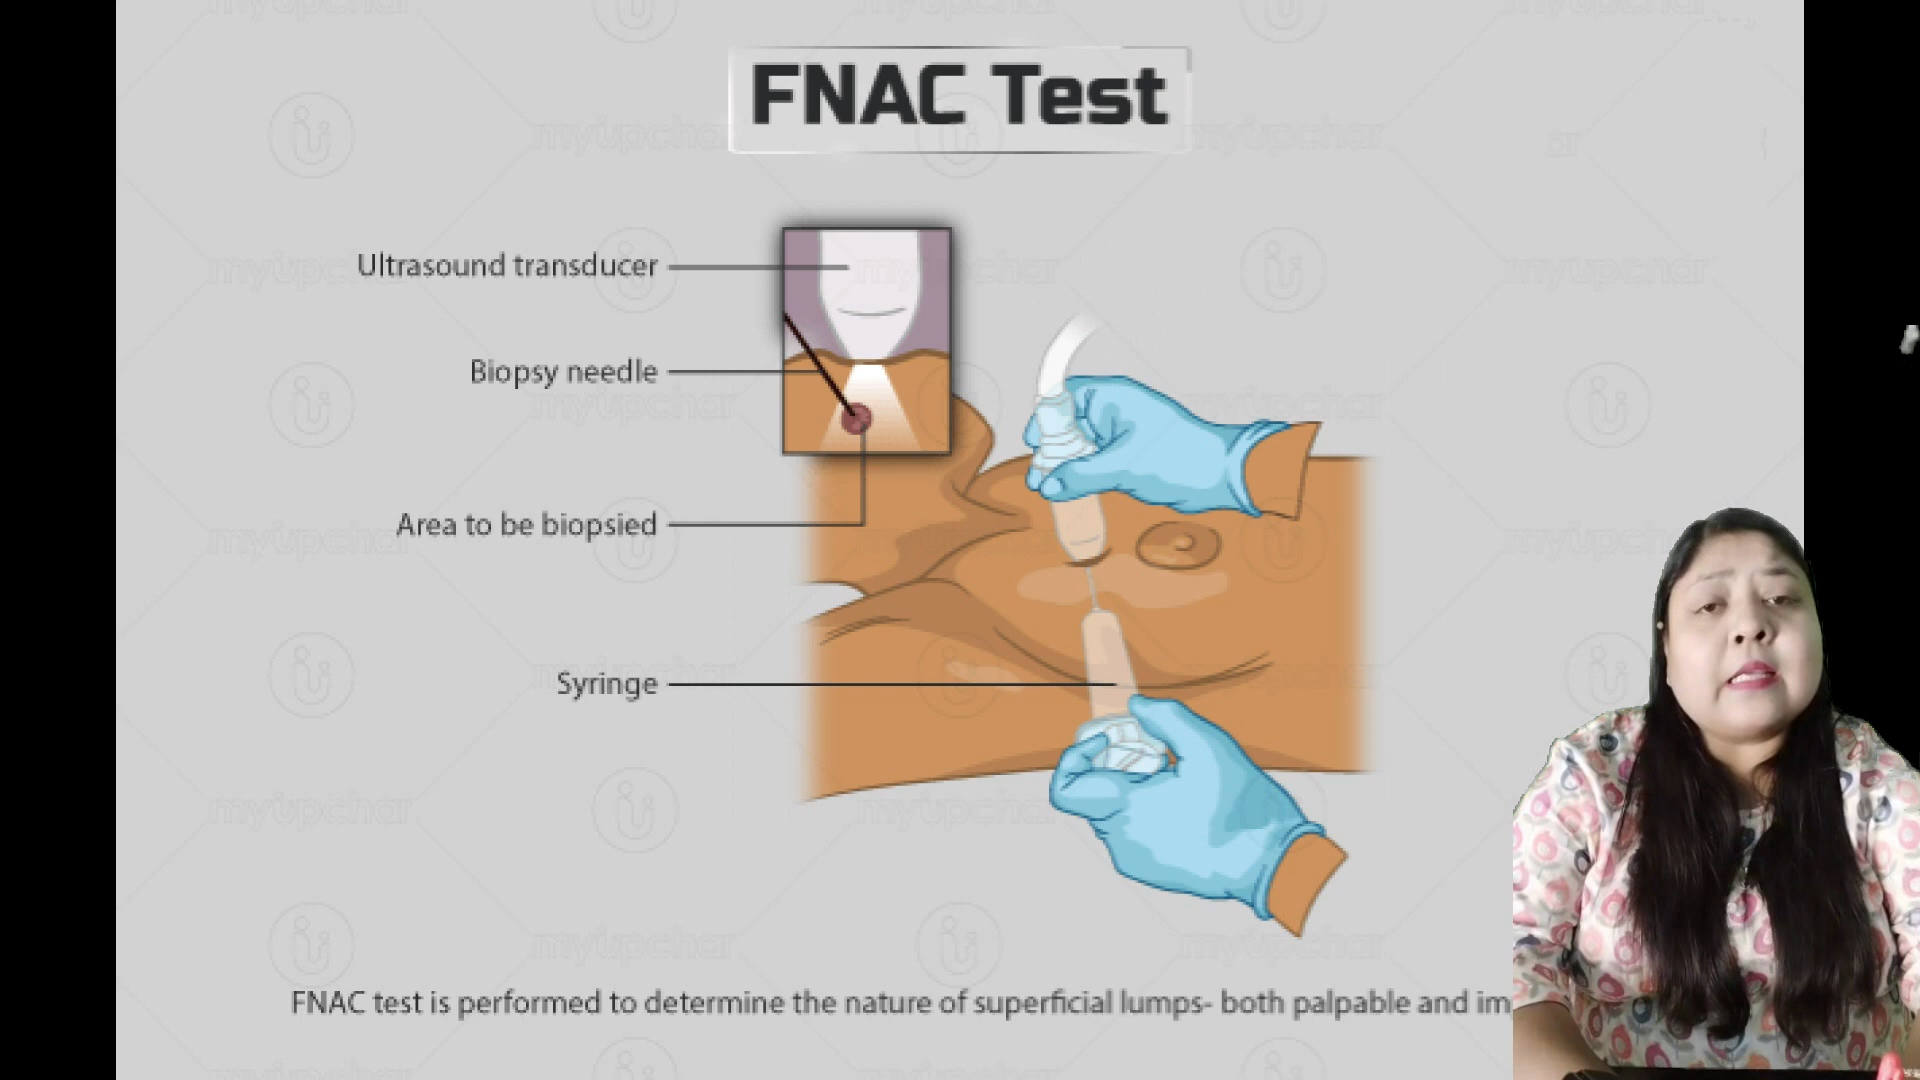 FNAC Test
Ultrasound transducer
Biopsy needle
Area to be biopsied
Syringe
FNAC test is performed to determine the nature of superficial lumps- both palpable and im
myupchar